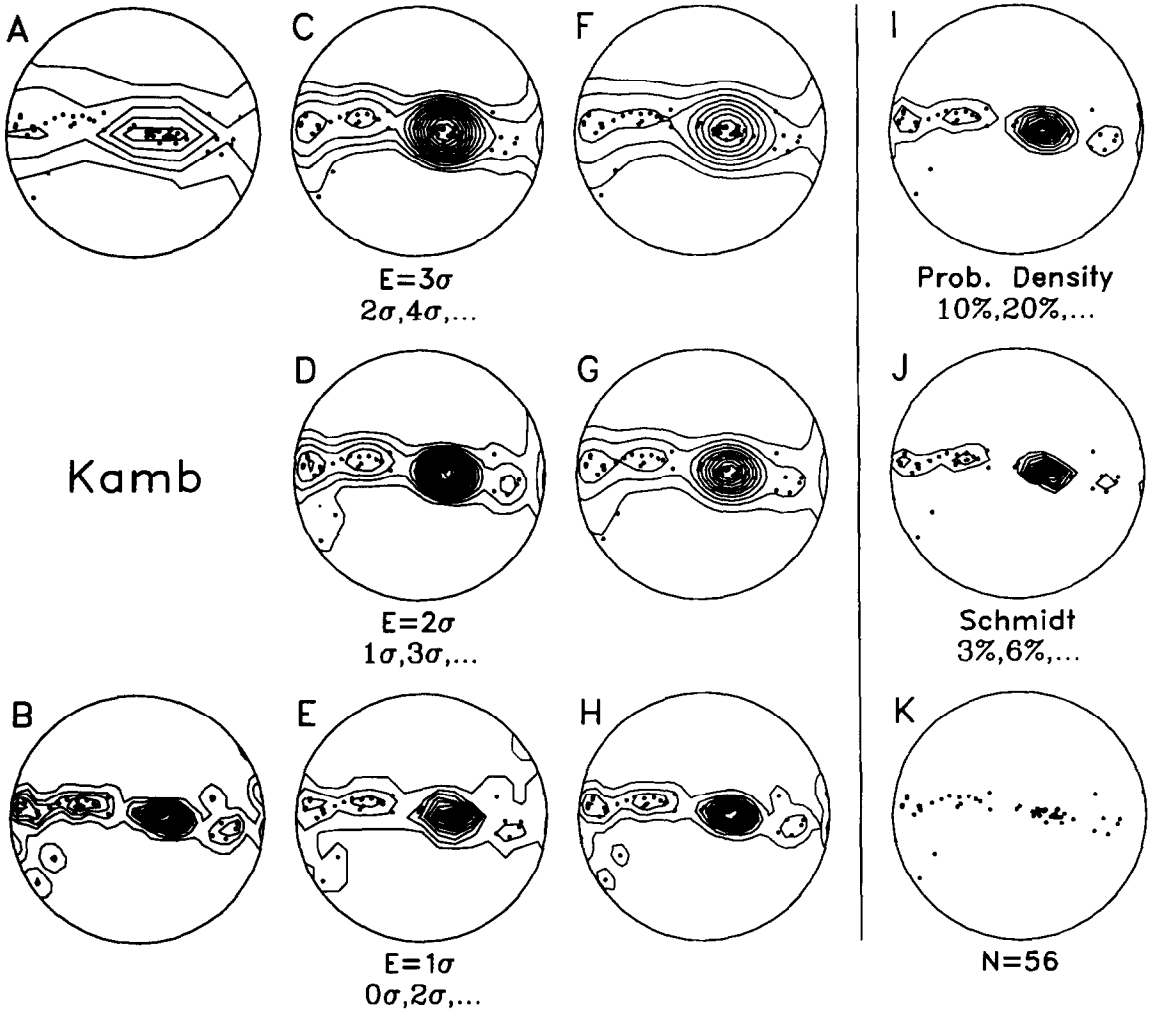 A
C
F
I
E=3σ
2σ,4σ,...
Prob. Density
10%,20%,...
D
G
J
Kamb
E=2σ
1σ,3σ,...
Schmidt
3%,6%,...
B
E
H
K
E=1σ
0σ,2σ,...
N=56